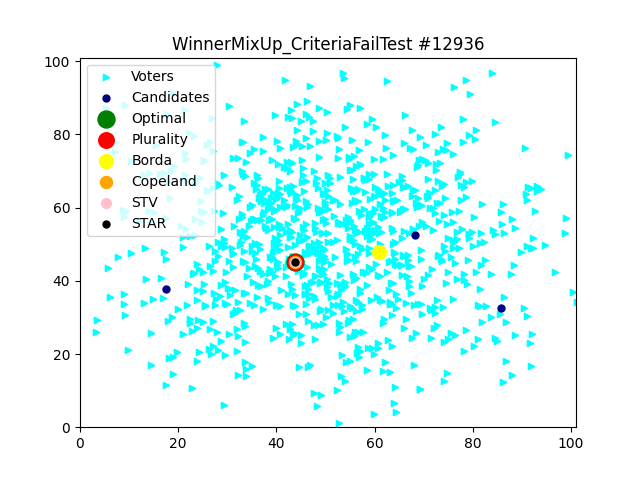 WinnerMixUp_CriteriaFailTest #12936
100
80
60
40
20
0
Voters
Candidates
Optimal
Plurality
Borda
Copeland
STV
STAR
0 20 40 60 80 100